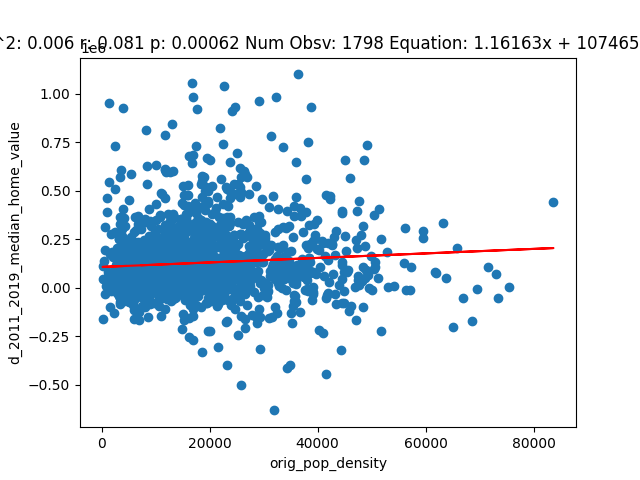 ^2: 0.006 r: 0.081 p: 0.00062 Num Obsv: 1798 Equation: 1.16163x + 107465
1e6
1.00
0.75
0.50
0.25
0.00
−0.25
−0.50
d_2011_2019_median_home_value
0 20000 40000 60000 80000
orig_pop_density